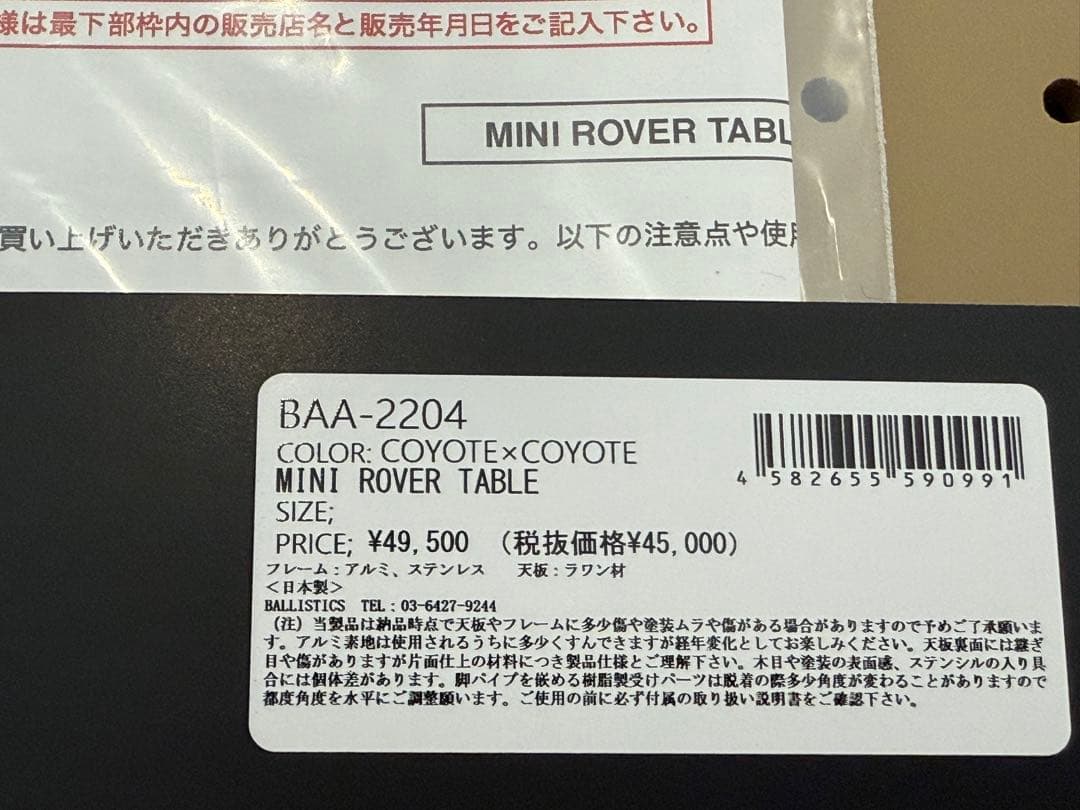 様は最下部枠内の販売店名と販売年月日をご記入下さい。
MINI ROVER TABL
買い上げいただきありがとうございます。以下の注意点や使用
BAA-2204
COLOR: COYOTE×COYOTE
MINI ROVER TABLE
SIZE;
PRICE; ¥49,500 （税抜価格¥45,000）
フレーム：アルミ、ステンレス 天板：ラワン材
＜日本製＞
BALLISTICS TEL：03-6427-9244
（注）当製品は納品時点で天板やフレームに多少傷や塗装ムラや傷がある場合がありますので予めご了承願いま
す。アルミ素地は使用されるうちに多少くすんできますが経年変化としてお楽しみください。天板裏面には継ぎ
目や傷がありますが片面仕上の材料につき製品仕様とご理解下さい。木目や塗装の表面感、ステンシルの入り具
合には個体差があります。脚パイプを嵌める樹脂製受けパーツは脱着の際多少角度が変わることがありますので
都度角度を水平にご調整願います。ご使用の前に必ず付属の取り扱い説明書をご確認下さい。
4 582655 590991